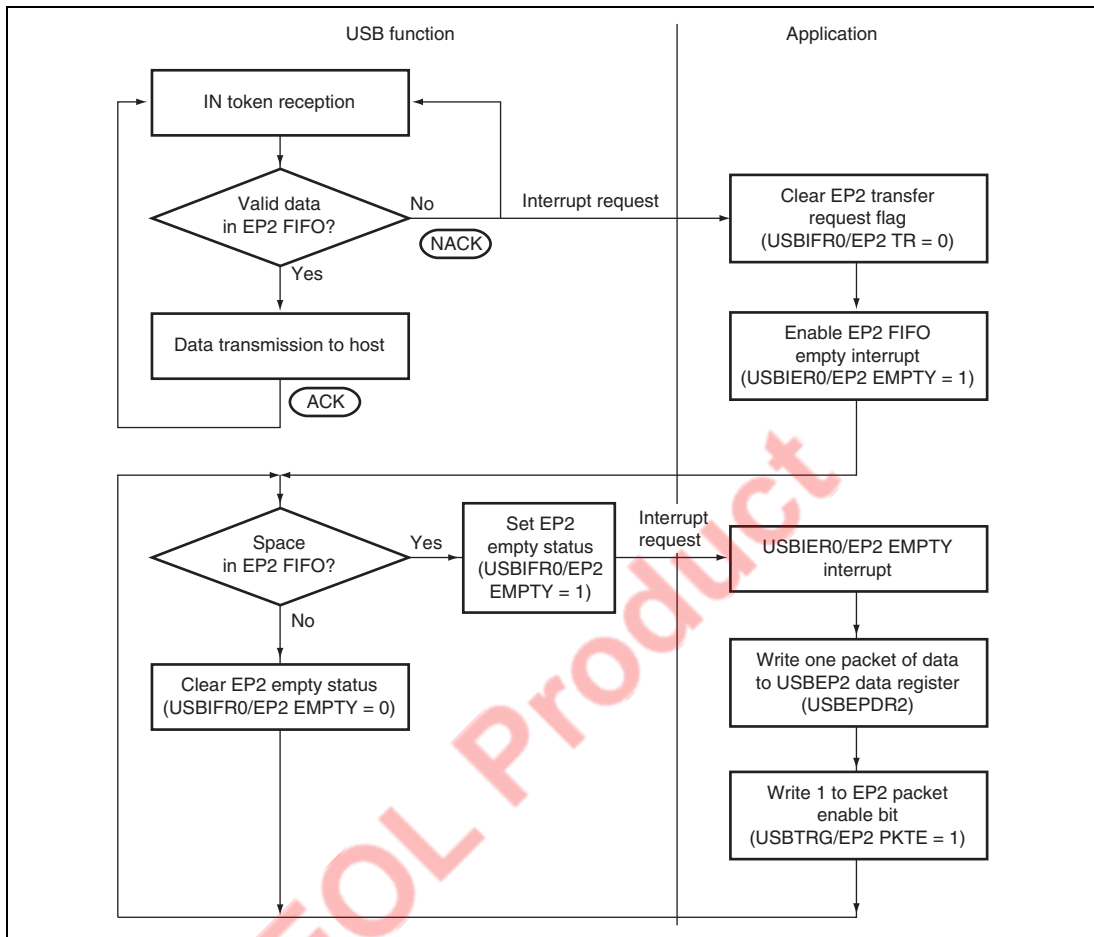 USB function
Application
IN token reception
Valid data
in EP2 FIFO?
No
NACK
Interrupt request
Clear EP2 transfer
request flag
(USBIFR0/EP2 TR = 0)
Yes
Data transmission to host
ACK
Enable EP2 FIFO
empty interrupt
(USBIER0/EP2 EMPTY = 1)
Space
in EP2 FIFO?
Yes
Set EP2
empty status
(USBIFR0/EP2
EMPTY = 1)
Interrupt
request
USBIER0/EP2 EMPTY
interrupt
No
Clear EP2 empty status
(USBIFR0/EP2 EMPTY = 0)
Write one packet of data
to USBEP2 data register
(USBEPDR2)
Write 1 to EP2 packet
enable bit
(USBTRG/EP2 PKTE = 1)
EOL Product